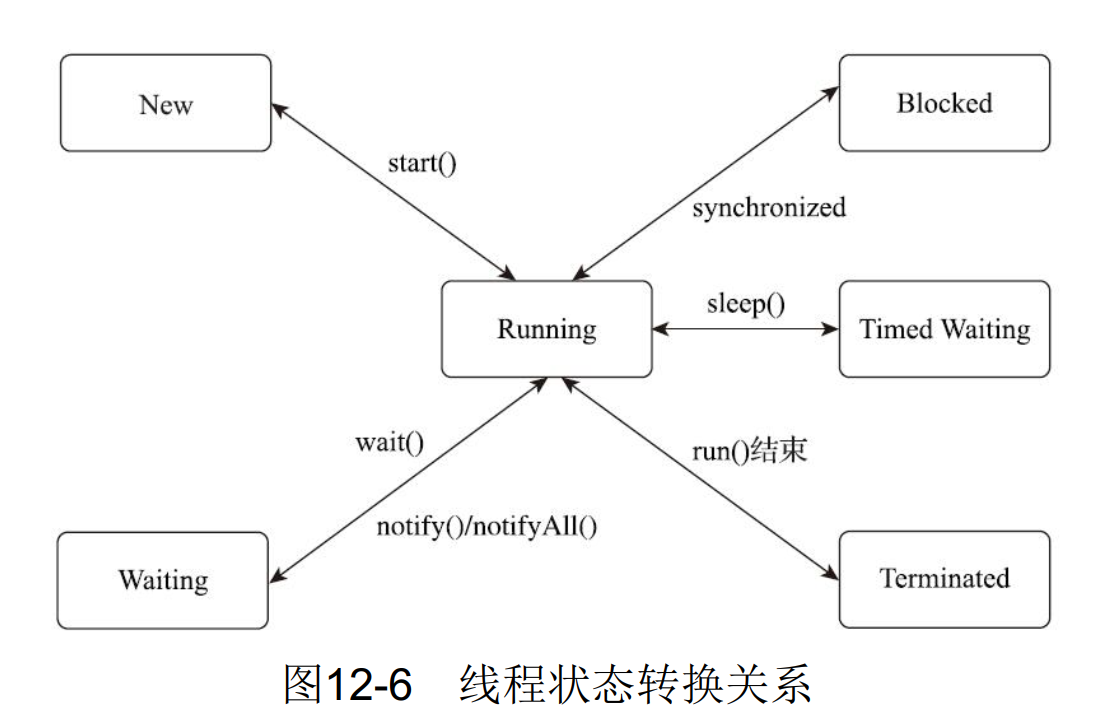 New
Blocked
start()
synchronized
sleep()
Running
Timed Waiting
wait()
run()结束
notify()/notifyAll()
Waiting
Terminated
图12-6 线程状态转换关系